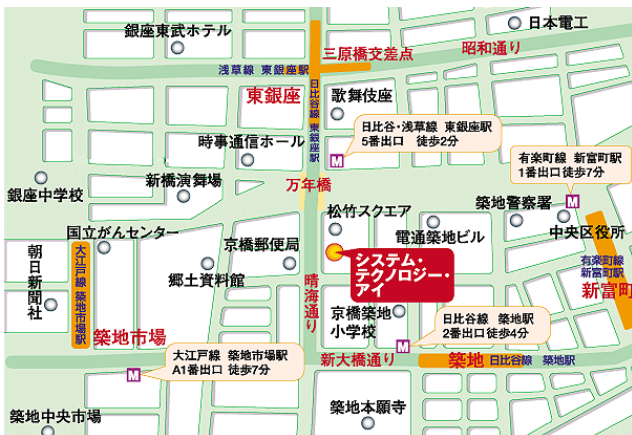 銀座東武ホテル
日本電工
三原橋交差点
昭和通り
浅草線 東銀座駅
東銀座
日比谷線 東銀座駅
歌舞伎座
日比谷・浅草線 東銀座駅
5番出口 徒歩2分
時事通信ホール
M
有楽町線 新富町駅
1番出口 徒歩7分
銀座中学校
新橋演舞場
万年橋
M
松竹スクエア
築地警察署
中央区役所
国立がんセンター
京橋郵便局
電通築地ビル
朝日新聞社
大江戸線 築地市場駅
郷土資料館
晴海通り
システム・
テクノロジー・
アイ
有楽町線
新富町駅
新富町
京橋築地
小学校
日比谷線 築地駅
2番出口 徒歩4分
築地市場
M
大江戸線 築地市場駅
A1番出口 徒歩7分
新大橋通り
築地
日比谷線 築地駅
M
築地中央市場
築地本願寺